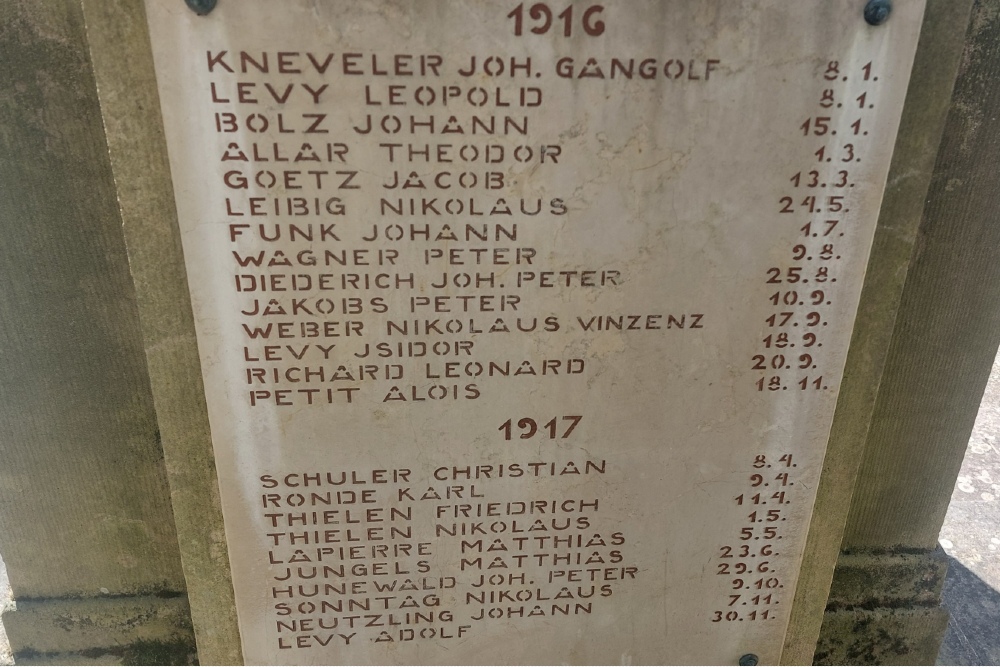 1916
KNEVELER JOH. GANGOLF 8. 1.
LEVY LEOPOLD 8. 1.
BOLZ JOHANN 15. 1.
ALLAR THEODOR 1. 3.
GOETZ JACOB 13. 3.
LEIBIG NIKOLAUS 24. 5.
FUNK JOHANN 1. 7.
WAGNER PETER 9. 8.
DIEDERICH JOH. PETER 25. 8.
JAKOBS PETER 10. 9.
WEBER NIKOLAUS VINZENZ 17. 9.
LEVY JSIDOR 18. 9.
RICHARD LEONARD 20. 9.
PETIT ALOIS 18. 11.
1917
SCHULER CHRISTIAN 8. 4.
RONDE KARL 9. 4.
THIELEN FRIEDRICH 11. 4.
THIELEN NIKOLAUS 1. 5.
LAPIERRE MATTHIAS 5. 5.
JUNGELS MATTHIAS 23. 6.
HUNEWALD JOH. PETER 29. 6.
SONNTAG NIKOLAUS 9. 10.
NEUTZLING JOHANN 7. 11.
LEVY ADOLF 30. 11.